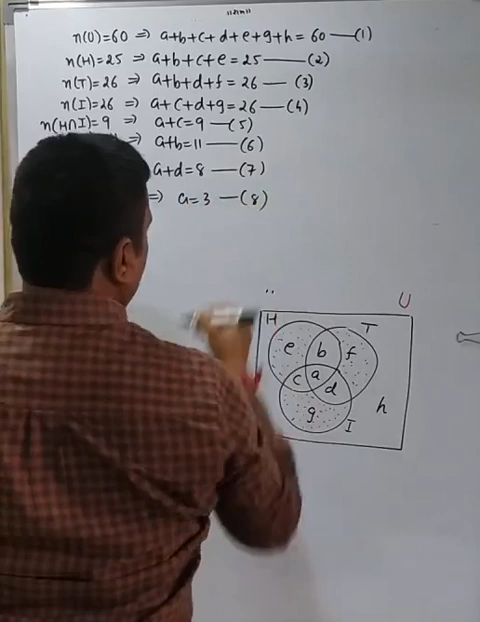 n(U)=60 ⇒ a+b+c+d+e+g+h = 60 —(1)
n(H)=25 ⇒ a+b+c+e = 25 —(2)
n(T)=26 ⇒ a+b+d+f = 26 — (3)
n(I)=26 ⇒ a+c+d+g = 26 —(4)
n(H∩I)=9 ⇒ a+c=9 —(5)
⇒ a+b=11 —(6)
a+d=8 —(7)
⇒ a=3 —(8)
U
H
T
e b f
c a d
g h
I